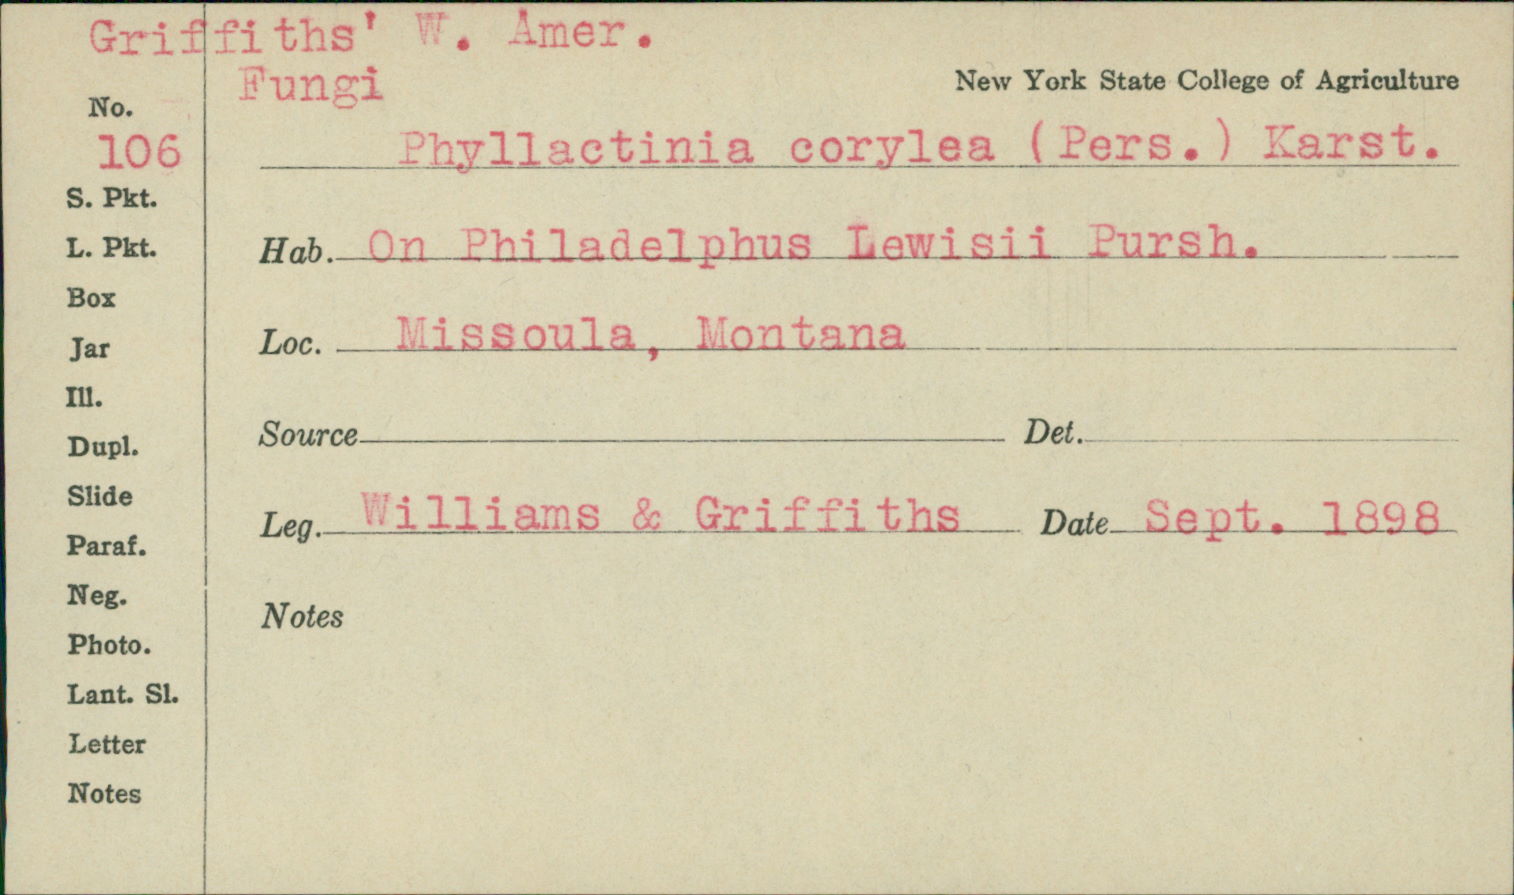 Griffiths' W. Amer.
Fungi
New York State College of Agriculture
No.
106
Phyllactinia corylea (Pers.) Karst.
S. Pkt.
L. Pkt.
Hab. On Philadelphus Lewisii Pursh.
Box
Jar
Loc. Missoula, Montana
Ill.
Dupl.
Source Det.
Slide
Leg. Williams & Griffiths Date Sept. 1898
Paraf.
Neg.
Notes
Photo.
Lant. Sl.
Letter
Notes